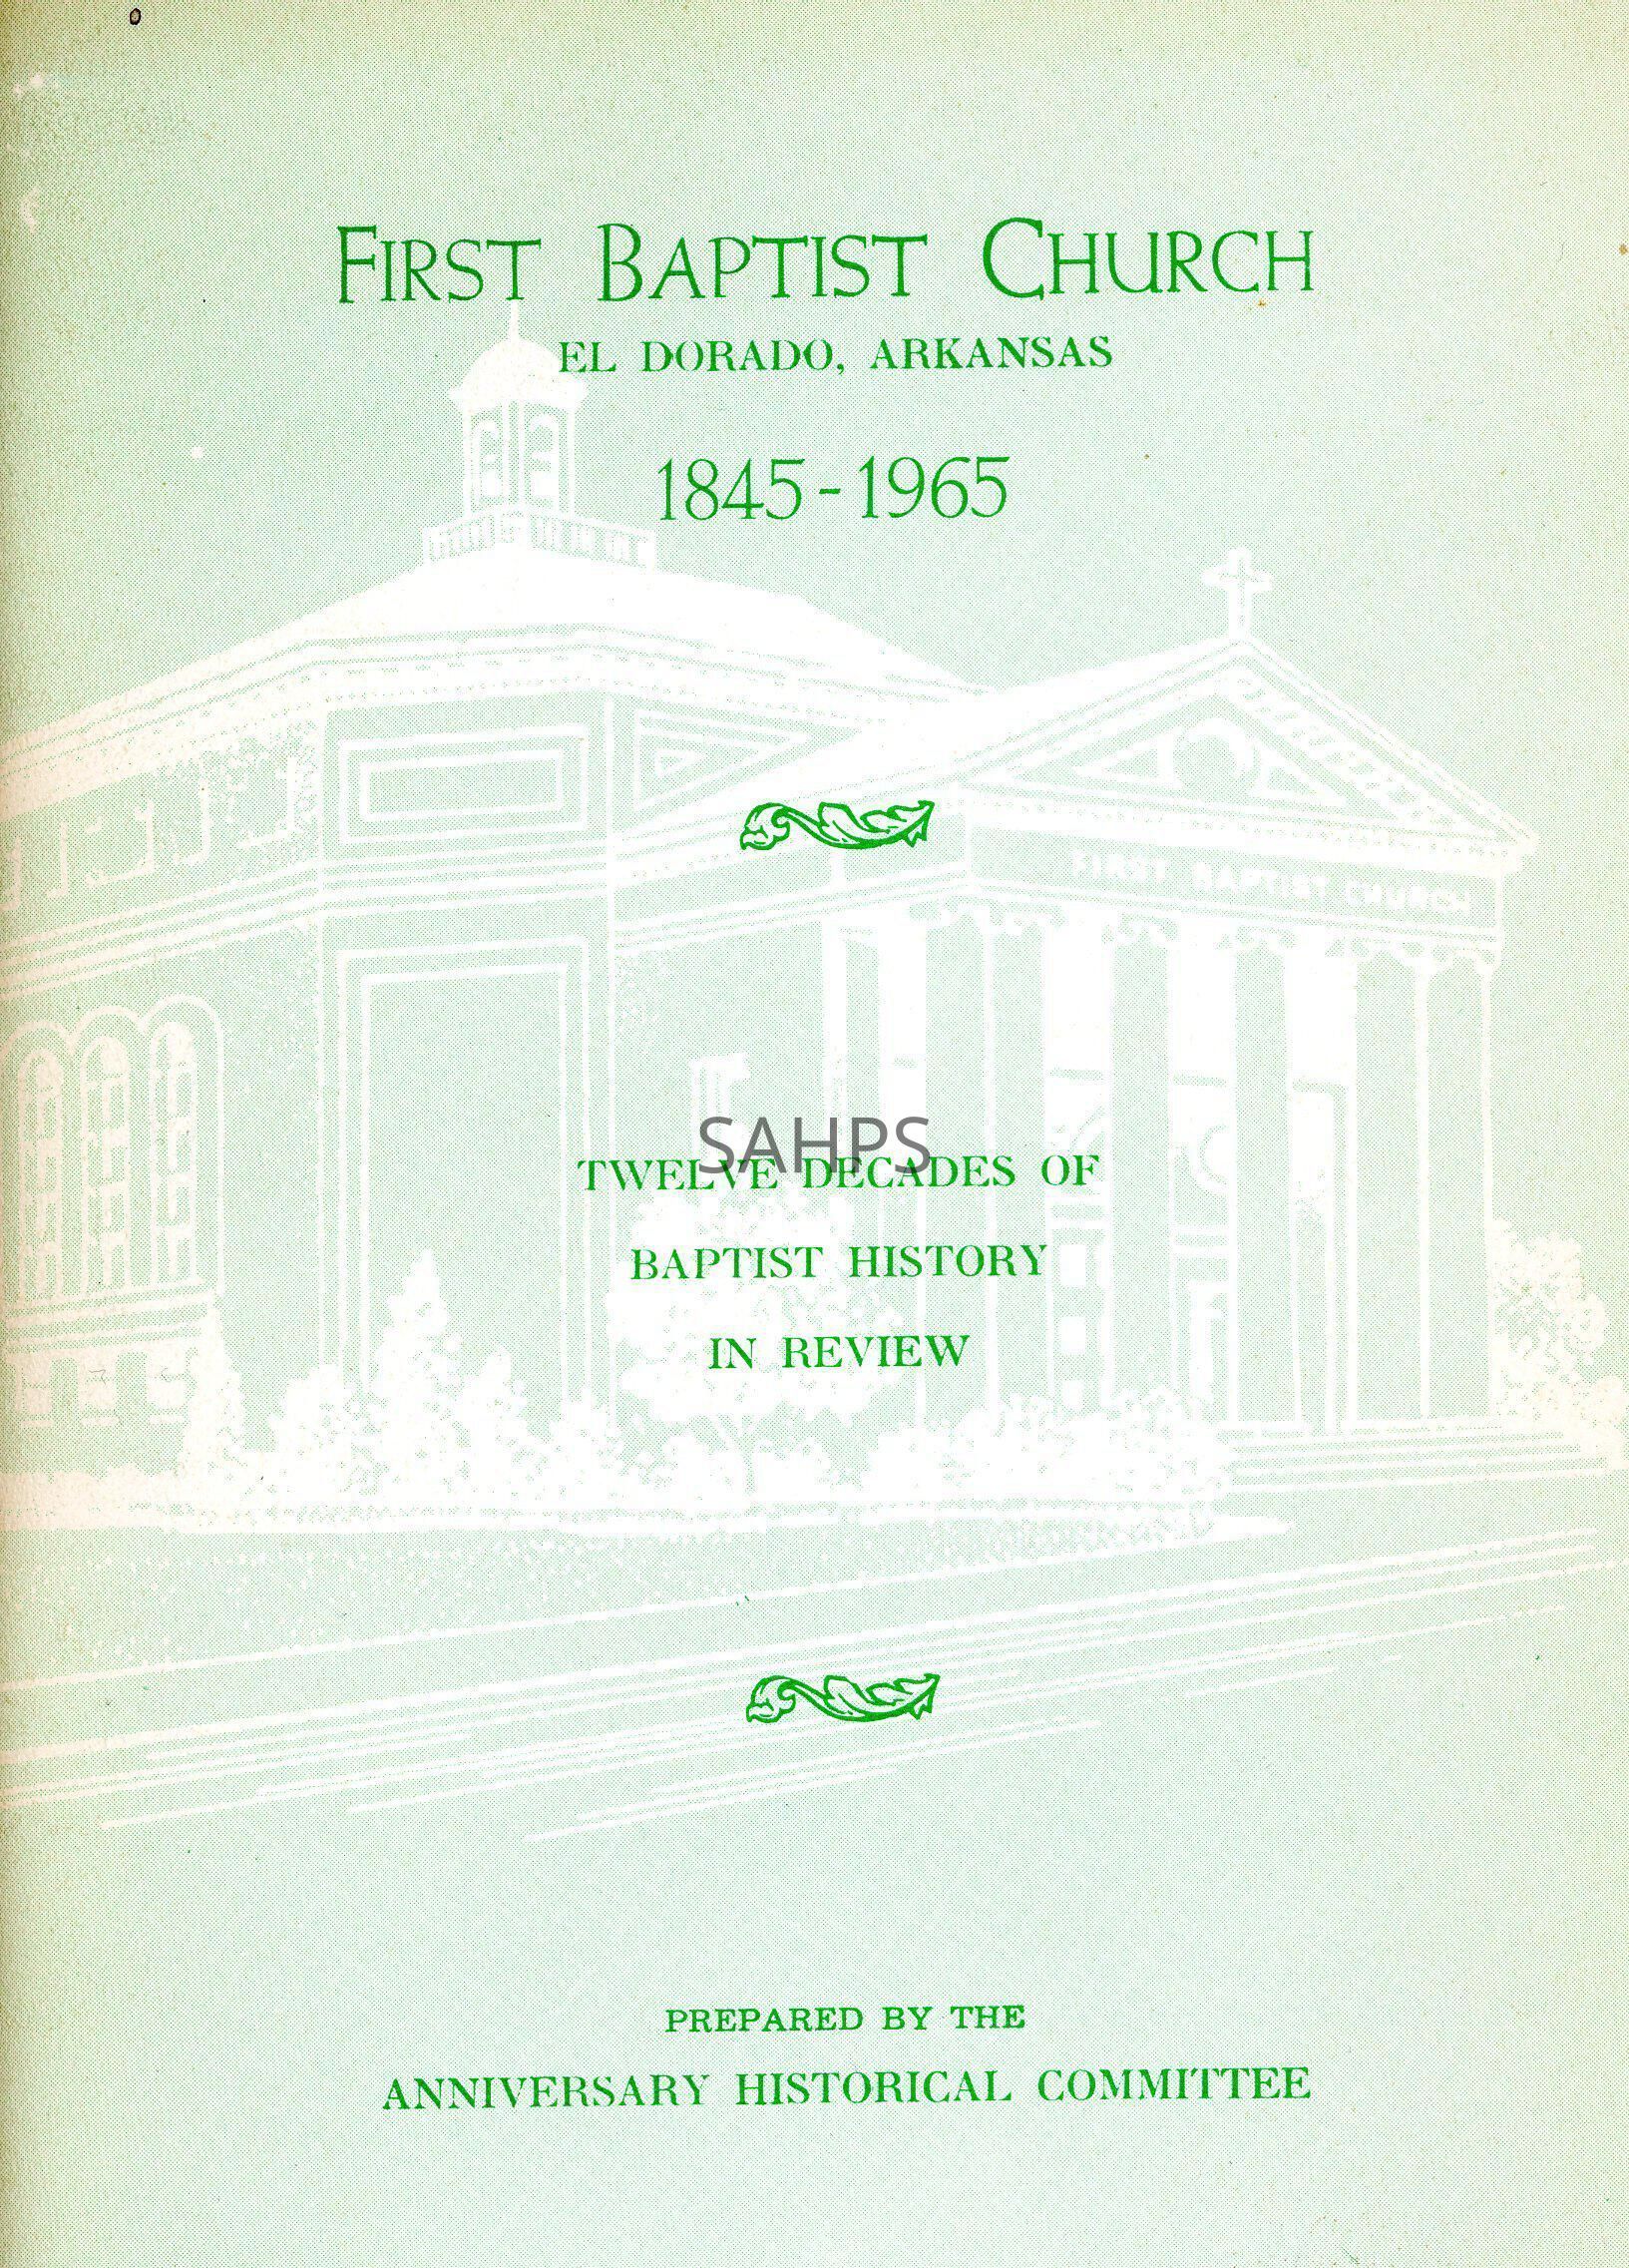 FIRST BAPTIST CHURCH
EL DORADO, ARKANSAS
1845-1965
FIRST BAPTIST CHURCH
SAHPS
TWELVE DECADES OF
BAPTIST HISTORY
IN REVIEW
PREPARED BY THE
ANNIVERSARY HISTORICAL COMMITTEE